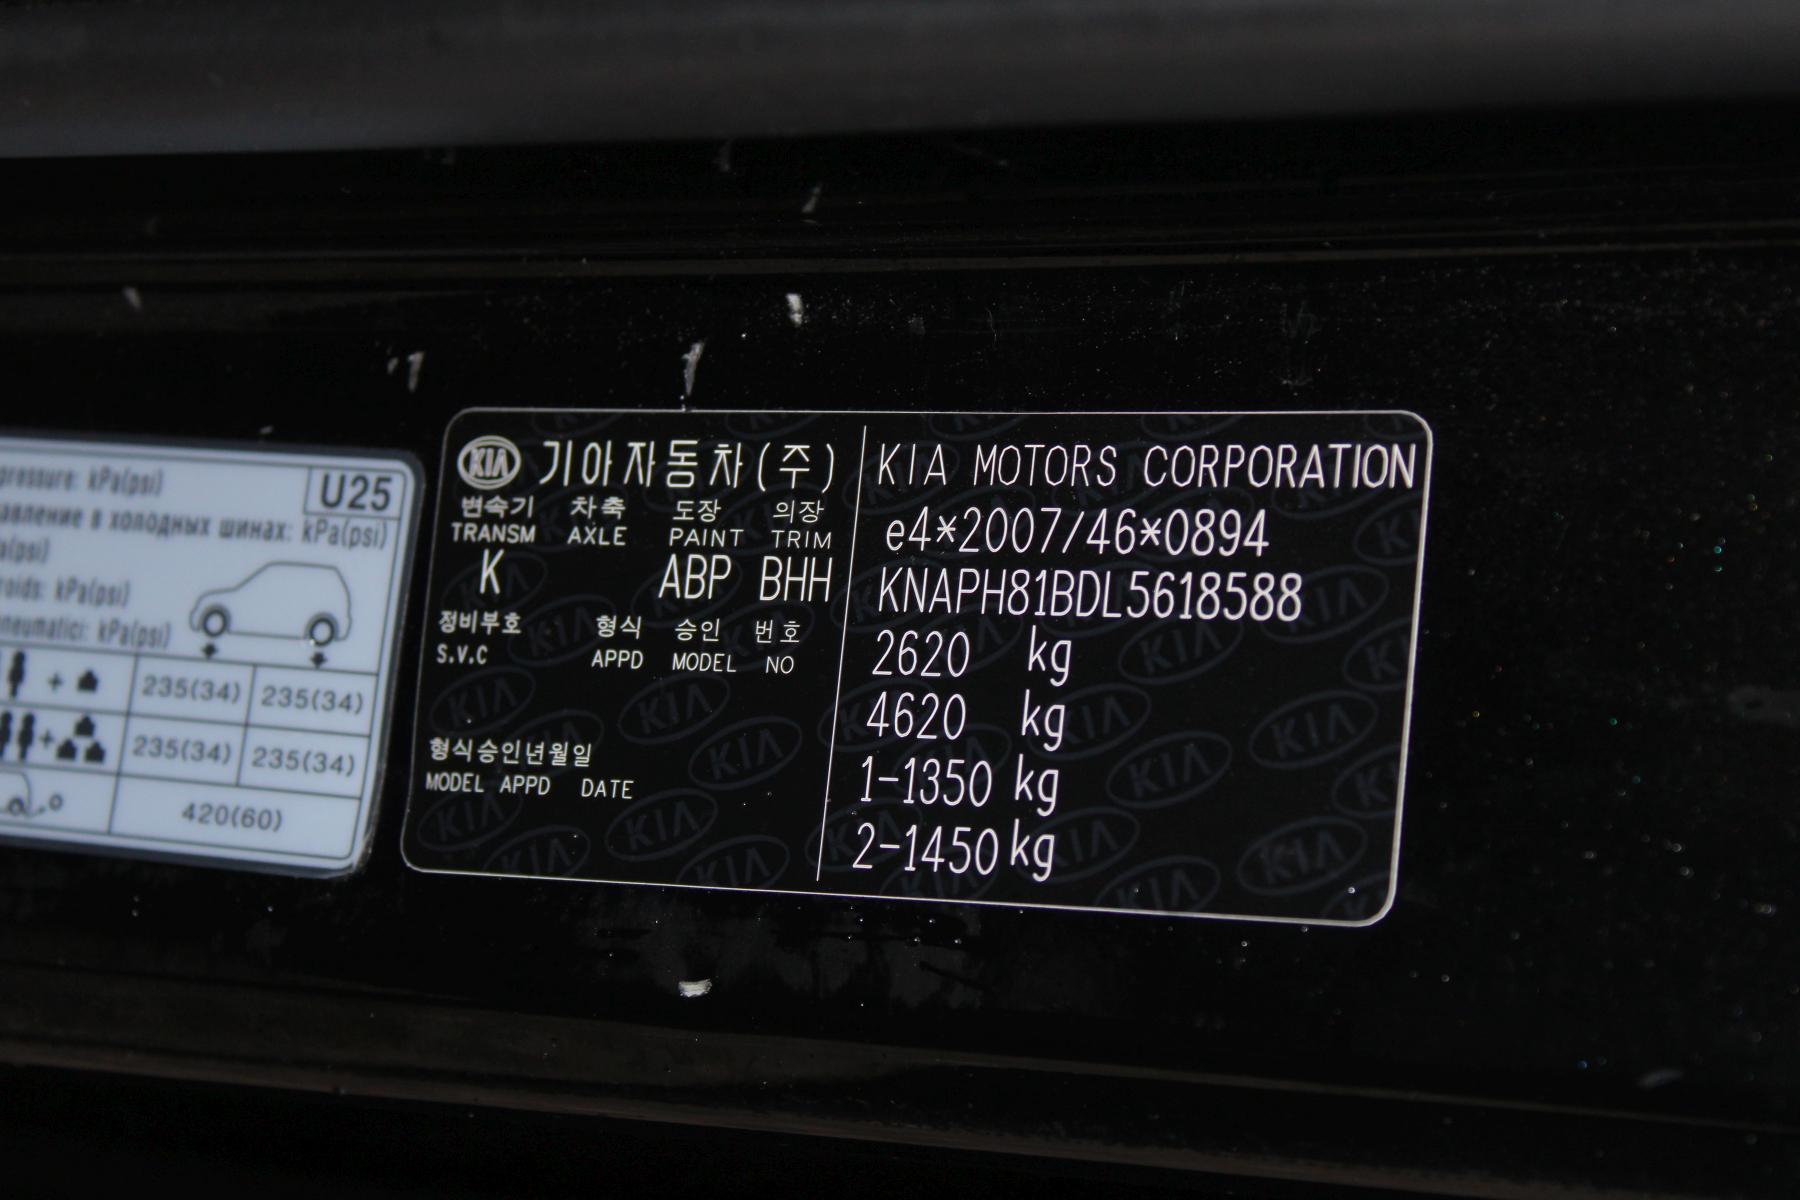 pressure: kPa(psi)
U25
авление в холодных шинах: kPa(psi)
kPa(psi)
pneumatici: kPa(psi)
+ 235(34) 235(34)
+ 235(34) 235(34)
420(60)
KIA 기아자동차(주)
변속기 차축 도장 의장
TRANSM AXLE PAINT TRIM
K ABP BHH
정비부호 형식 승인 번호
S.V.C APPD MODEL NO
형식승인년월일
MODEL APPD DATE
KIA MOTORS CORPORATION
e4*2007/46*0894
KNAPH81BDL5618588
2620 kg
4620 kg
1-1350 kg
2-1450 kg